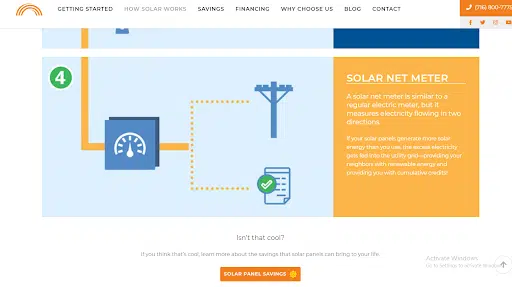 GETTING STARTED HOW SOLAR WORKS SAVINGS FINANCING WHY CHOOSE US BLOG CONTACT
(716) 800-7775
4
SOLAR NET METER
A solar net meter is similar to a
regular electric meter, but it
measures electricity flowing in two
directions.
If your solar panels generate more solar
energy than you use, the excess electricity
gets fed into the utility grid–providing your
neighbors with renewable energy and
providing you with cumulative credits!
Isn't that cool?
If you think that's cool, learn more about the savings that solar panels can bring to your life.
SOLAR PANEL SAVINGS
Activate Windows
Go to Settings to activate Windows.